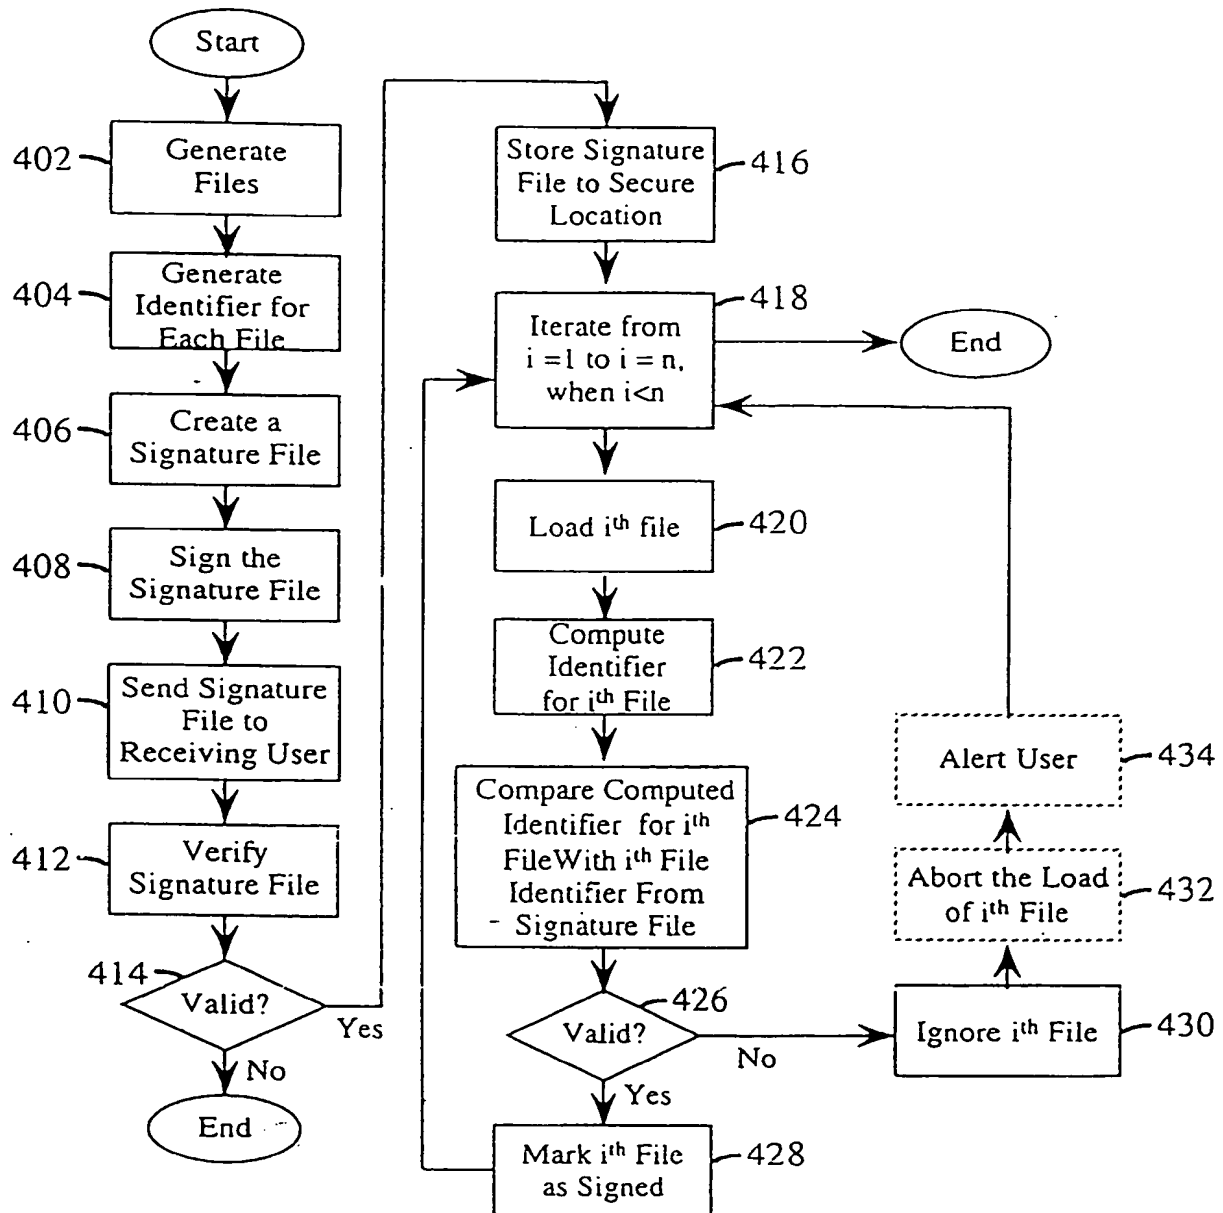 Start
402
Generate
Files
404
Generate
Identifier for
Each File
406
Create a
Signature File
408
Sign the
Signature File
410
Send Signature
File to
Receiving User
412
Verify
Signature File
414
Valid?
Yes
No
End
Store Signature
File to Secure
Location
416
Iterate from
i =1 to i = n,
when i<n
418
End
Load ith file
420
Compute
Identifier
for ith File
422
Compare Computed
Identifier for ith
FileWith ith File
Identifier From
Signature File
424
Valid?
426
No
Yes
Mark ith File
as Signed
428
Ignore ith File
430
Abort the Load
of ith File
432
Alert User
434